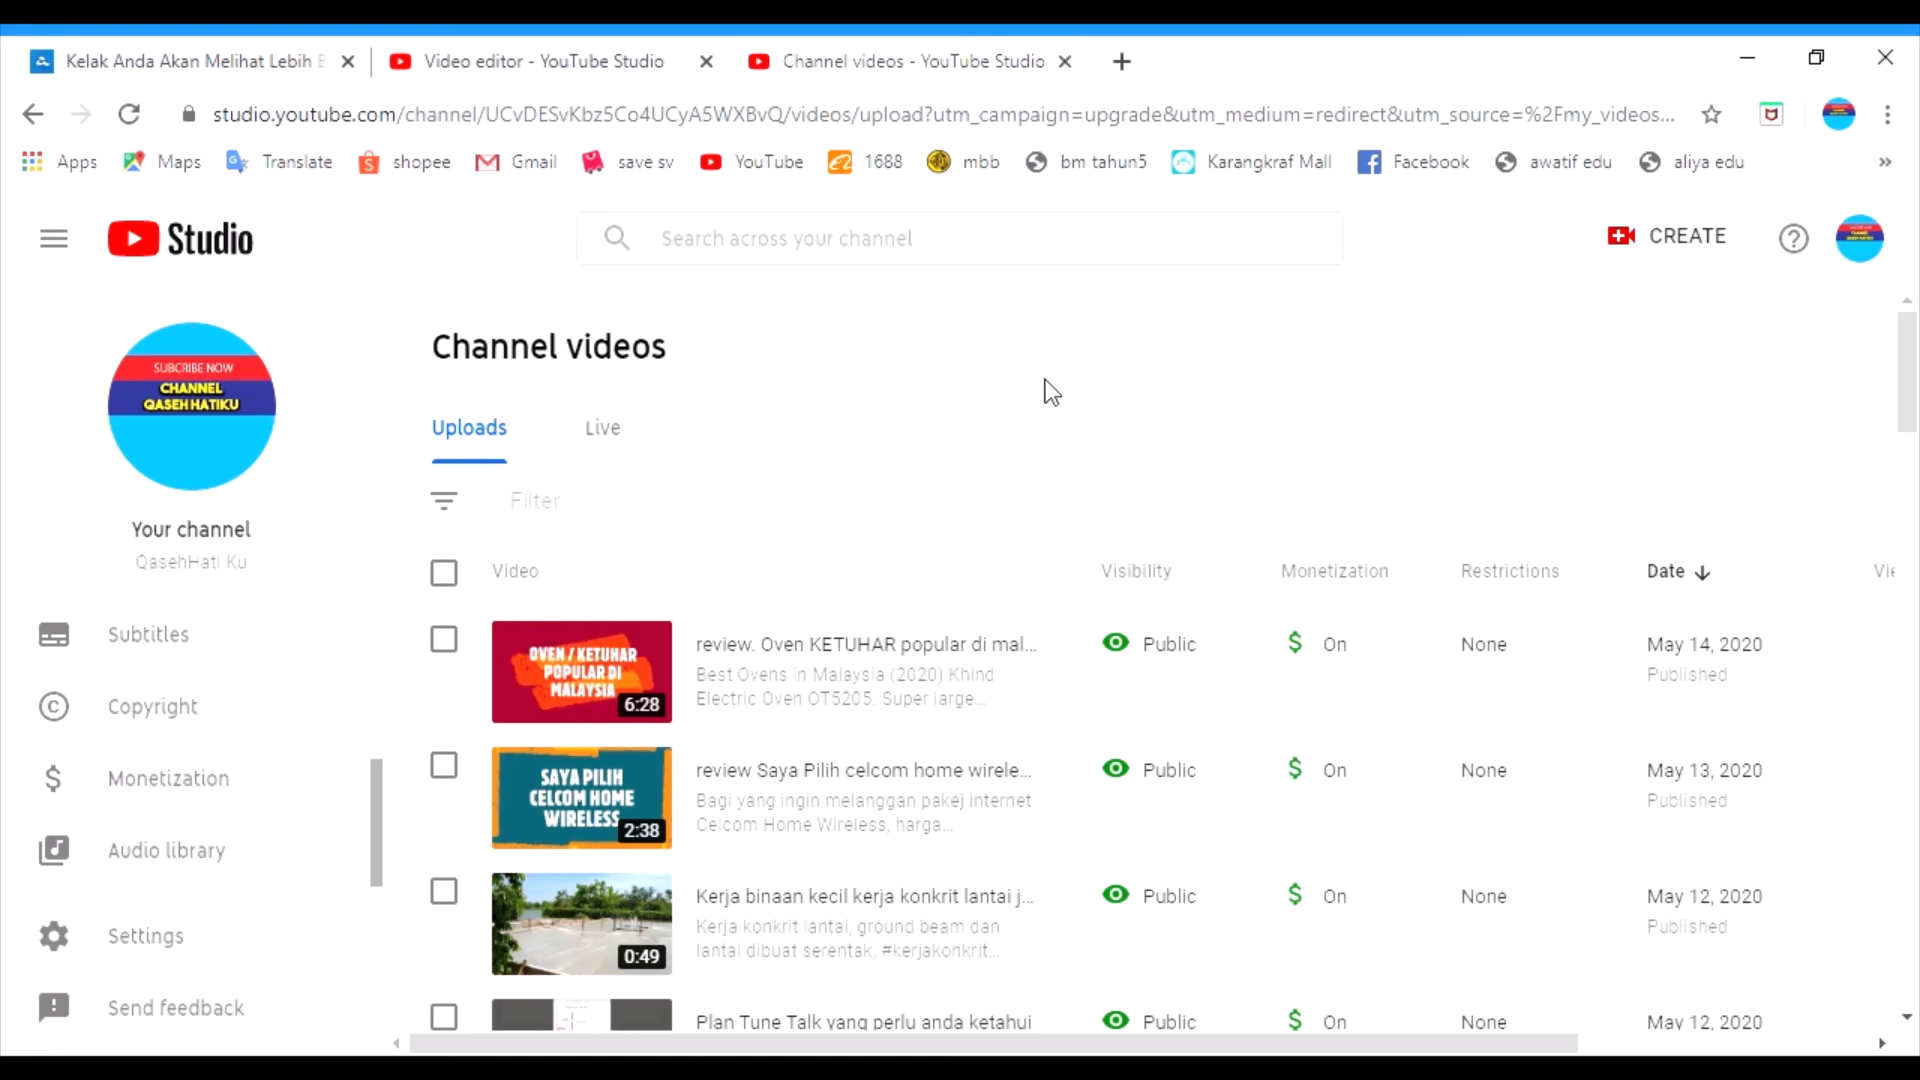 Kelak Anda Akan Melihat Lebih
Video editor - YouTube Studio
Channel videos - YouTube Studio
studio.youtube.com/channel/UCvDESvKbz5Co4UCyA5WXBvQ/videos/upload?utm_campaign=upgrade&utm_medium=redirect&utm_source=%2Fmy_videos...
Apps Maps Translate shopee Gmail save sv YouTube 1688 mbb bm tahun5 Karangkraf Mall Facebook awatif edu aliya edu
Studio
Search across your channel
CREATE
SUBCRIBE NOW
CHANNEL
QASEH HATIKU
Your channel
QasehHati Ku
Subtitles
Copyright
Monetization
Audio library
Settings
Send feedback
Channel videos
Uploads Live
Filter
Video Visibility Monetization Restrictions Date
OVEN / KETUHAR
POPULAR DI
MALAYSIA
6:28
review. Oven KETUHAR popular di mal...
Best Ovens in Malaysia (2020) Khind
Electric Oven OT5205. Super large...
Public On None May 14, 2020
Published
SAYA PILIH
CELCOM HOME
WIRELESS
2:38
review Saya Pilih celcom home wirele...
Bagi yang ingin melanggan pakej internet
Celcom Home Wireless, harga...
Public On None May 13, 2020
Published
0:49
Kerja binaan kecil kerja konkrit lantai j...
Kerja konkrit lantai, ground beam dan
lantai dibuat serentak, #kerjakonkrit...
Public On None May 12, 2020
Published
Plan Tune Talk yang perlu anda ketahui
Public On None May 12, 2020